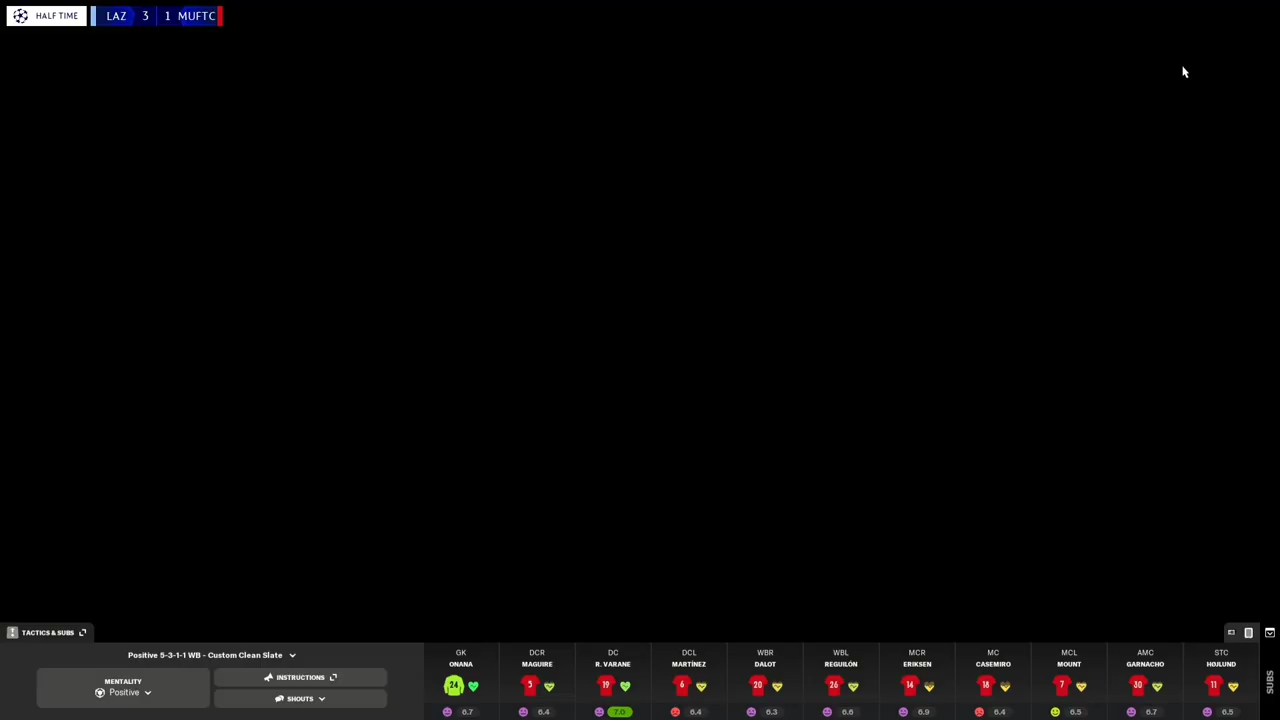 HALF TIME LAZ 3 1 MUFTC
TACTICS & SUBS
Positive 5-3-1-1 WB - Custom Clean Slate
MENTALITY
Positive
INSTRUCTIONS
SHOUTS
GK DCR DC DCL WBR WBL MCR MC MCL AMC STC
ONANA MAGUIRE R. VARANE MARTÍNEZ DALOT REGUILÓN ERIKSEN CASEMIRO MOUNT GARNACHO HØJLUND
24 5 19 6 20 26 14 18 7 30 11
6.7 6.4 7.0 6.4 6.3 6.6 6.9 6.4 6.5 6.7 6.5
SUBS